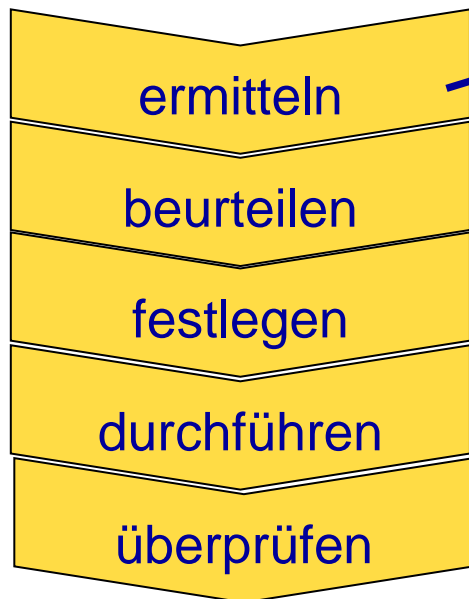 ermitteln
beurteilen
festlegen
durchführen
überprüfen